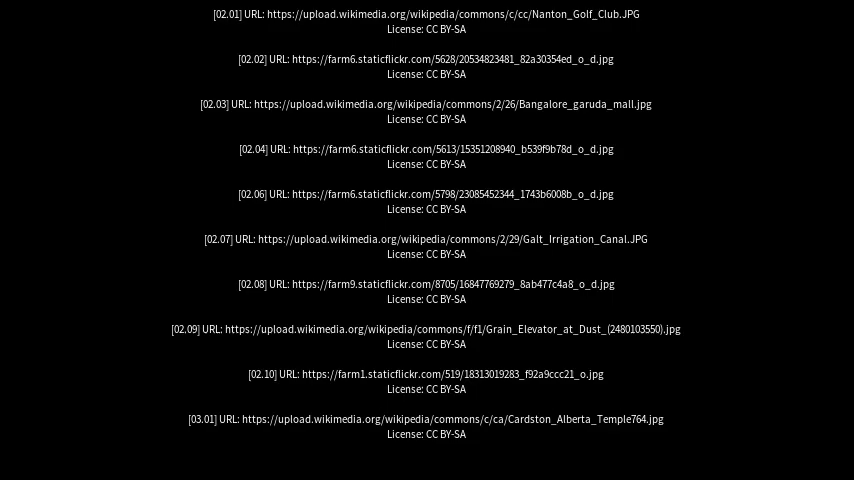 [02.01] URL: https://upload.wikimedia.org/wikipedia/commons/c/cc/Nanton_Golf_Club.JPG
License: CC BY-SA
[02.02] URL: https://farm6.staticflickr.com/5628/20534823481_82a30354ed_o_d.jpg
License: CC BY-SA
[02.03] URL: https://upload.wikimedia.org/wikipedia/commons/2/26/Bangalore_garuda_mall.jpg
License: CC BY-SA
[02.04] URL: https://farm6.staticflickr.com/5613/15351208940_b539f9b78d_o_d.jpg
License: CC BY-SA
[02.06] URL: https://farm6.staticflickr.com/5798/23085452344_1743b6008b_o_d.jpg
License: CC BY-SA
[02.07] URL: https://upload.wikimedia.org/wikipedia/commons/2/29/Galt_Irrigation_Canal.JPG
License: CC BY-SA
[02.08] URL: https://farm9.staticflickr.com/8705/16847769279_8ab477c4a8_o_d.jpg
License: CC BY-SA
[02.09] URL: https://upload.wikimedia.org/wikipedia/commons/f/f1/Grain_Elevator_at_Dust_(2480103550).jpg
License: CC BY-SA
[02.10] URL: https://farm1.staticflickr.com/519/18313019283_f92a9ccc21_o.jpg
License: CC BY-SA
[03.01] URL: https://upload.wikimedia.org/wikipedia/commons/c/ca/Cardston_Alberta_Temple764.jpg
License: CC BY-SA